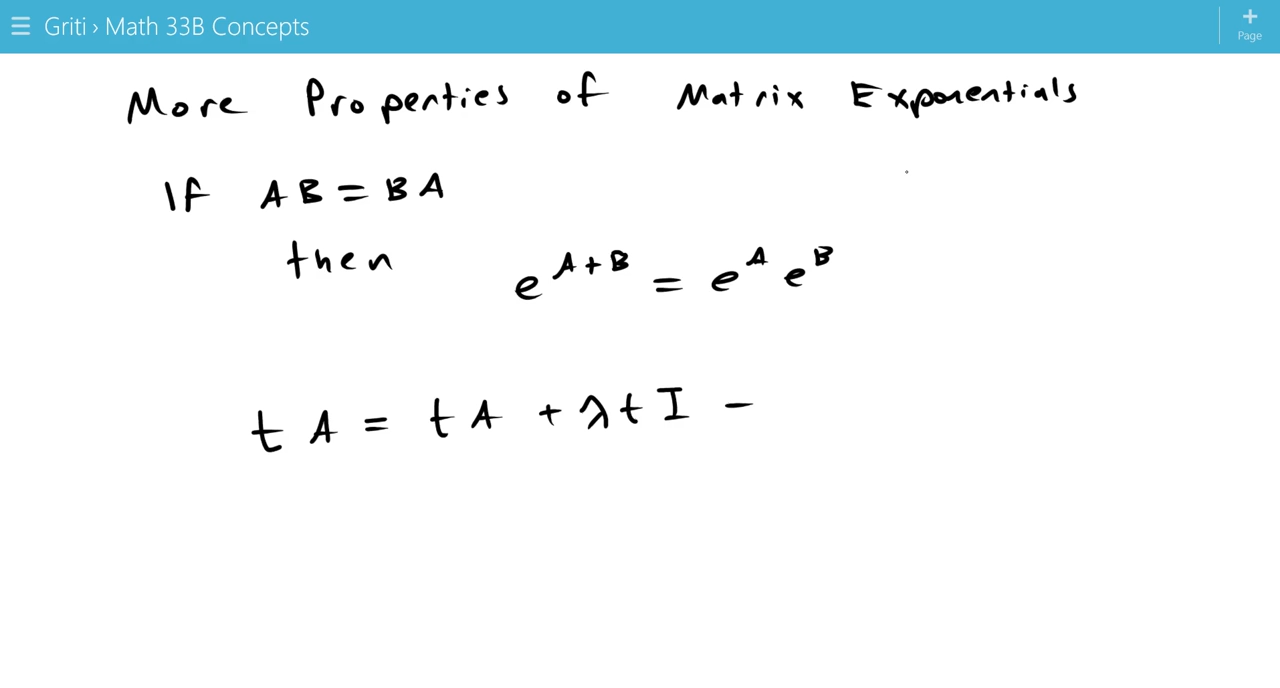 Griti › Math 33B Concepts
+
Page
More Properties of Matrix Exponentials
If AB = BA
then e^{A+B} = e^A e^B
tA = tA + λtI −